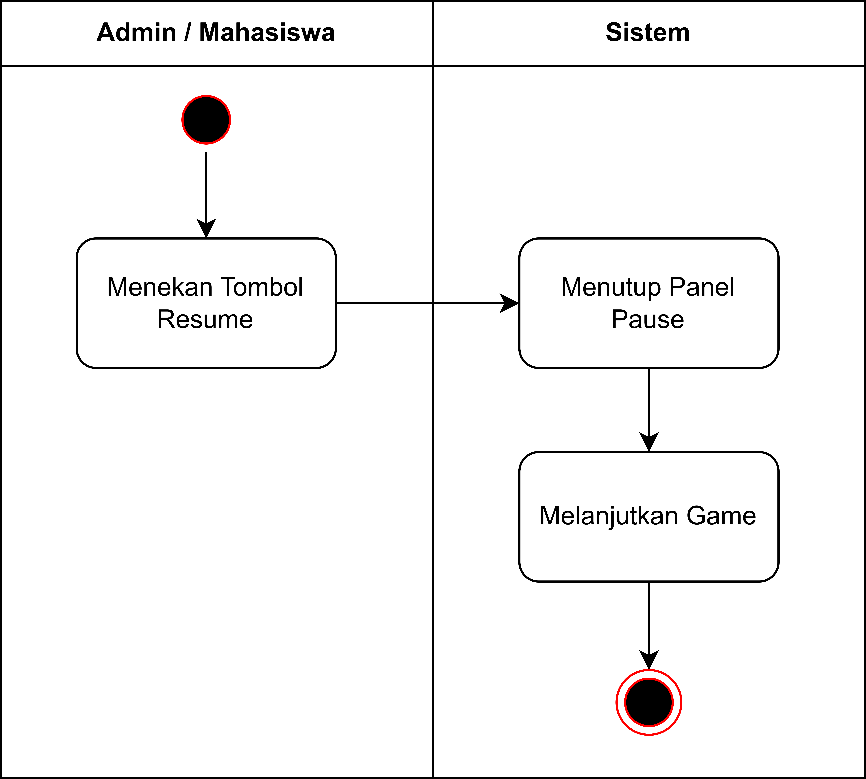 Admin / Mahasiswa
Sistem
Menekan Tombol
Resume
Menutup Panel
Pause
Melanjutkan Game